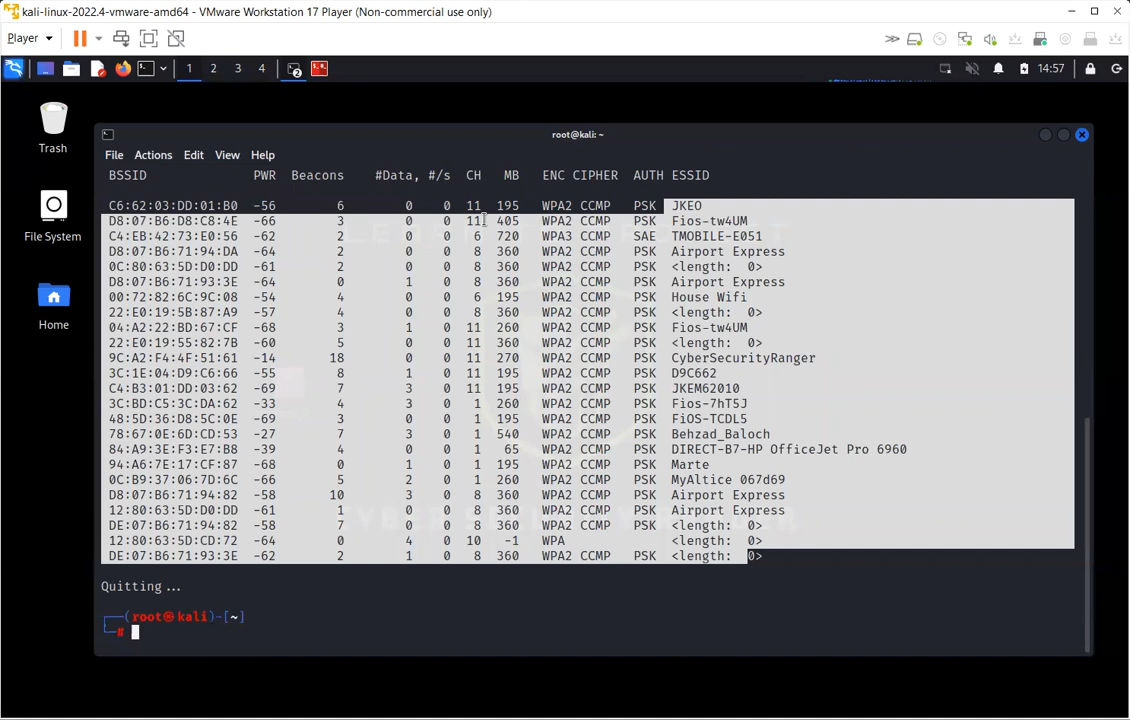 kali-linux-2022.4-vmware-amd64 - VMware Workstation 17 Player (Non-commercial use only)
Player
1 2 3 4 2 14:57
Trash
File System
Home
root@kali: ~
File Actions Edit View Help
BSSID PWR Beacons #Data, #/s CH MB ENC CIPHER AUTH ESSID
C6:62:03:DD:01:B0 -56 6 0 0 11 195 WPA2 CCMP PSK JKEO
D8:07:B6:D8:C8:4E -66 3 0 0 11 405 WPA2 CCMP PSK Fios-tw4UM
C4:EB:42:73:E0:56 -62 2 0 0 6 720 WPA3 CCMP SAE TMOBILE-E051
D8:07:B6:71:94:DA -64 2 0 0 8 360 WPA2 CCMP PSK Airport Express
0C:80:63:5D:D0:DD -61 2 0 0 8 360 WPA2 CCMP PSK <length: 0>
D8:07:B6:71:93:3E -64 0 1 0 8 360 WPA2 CCMP PSK Airport Express
00:72:82:6C:9C:08 -54 4 0 0 6 195 WPA2 CCMP PSK House Wifi
22:E0:19:5B:87:A9 -57 4 0 0 8 360 WPA2 CCMP PSK <length: 0>
04:A2:22:BD:67:CF -68 3 1 0 11 260 WPA2 CCMP PSK Fios-tw4UM
22:E0:19:55:82:7B -60 5 0 0 11 360 WPA2 CCMP PSK <length: 0>
9C:A2:F4:4F:51:61 -14 18 0 0 11 270 WPA2 CCMP PSK CyberSecurityRanger
3C:1E:04:D9:C6:66 -55 8 1 0 11 195 WPA2 CCMP PSK D9C662
C4:B3:01:DD:03:62 -69 7 3 0 11 195 WPA2 CCMP PSK JKEM62010
3C:BD:C5:3C:DA:62 -33 4 3 0 1 260 WPA2 CCMP PSK Fios-7hT5J
48:5D:36:D8:5C:0E -69 3 0 0 1 195 WPA2 CCMP PSK FiOS-TCDL5
78:67:0E:6D:CD:53 -27 7 3 0 1 540 WPA2 CCMP PSK Behzad_Baloch
84:A9:3E:F3:E7:B8 -39 4 0 0 1 65 WPA2 CCMP PSK DIRECT-B7-HP OfficeJet Pro 6960
94:A6:7E:17:CF:87 -68 0 1 0 1 195 WPA2 CCMP PSK Marte
0C:B9:37:06:7D:6C -66 5 2 0 1 260 WPA2 CCMP PSK MyAltice 067d69
D8:07:B6:71:94:82 -58 10 3 0 8 360 WPA2 CCMP PSK Airport Express
12:80:63:5D:D0:DD -61 1 0 0 8 360 WPA2 CCMP PSK Airport Express
DE:07:B6:71:94:82 -58 7 0 0 8 360 WPA2 CCMP PSK <length: 0>
12:80:63:5D:CD:72 -64 0 4 0 10 -1 WPA <length: 0>
DE:07:B6:71:93:3E -62 2 1 0 8 360 WPA2 CCMP PSK <length: 0>
Quitting ...
(root㉿kali)-[~]
#